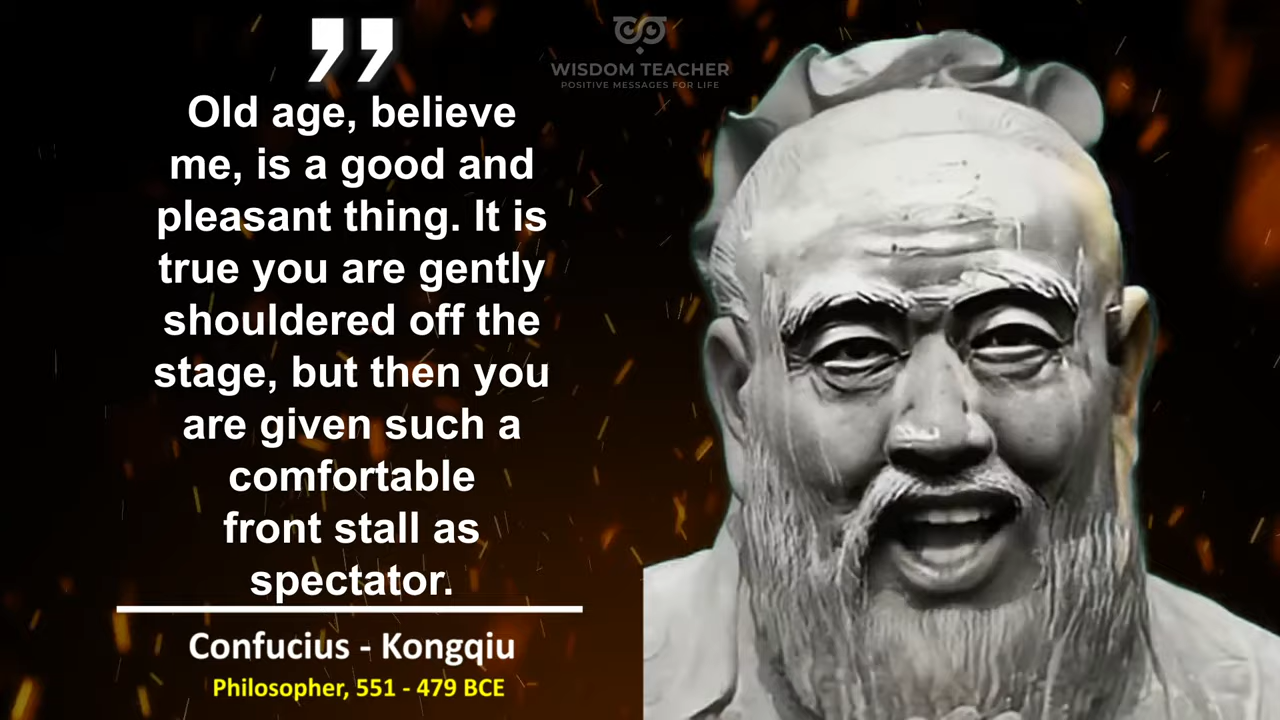 ”
WISDOM TEACHER
POSITIVE MESSAGES FOR LIFE
Old age, believe
me, is a good and
pleasant thing. It is
true you are gently
shouldered off the
stage, but then you
are given such a
comfortable
front stall as
spectator.
Confucius - Kongqiu
Philosopher, 551 - 479 BCE